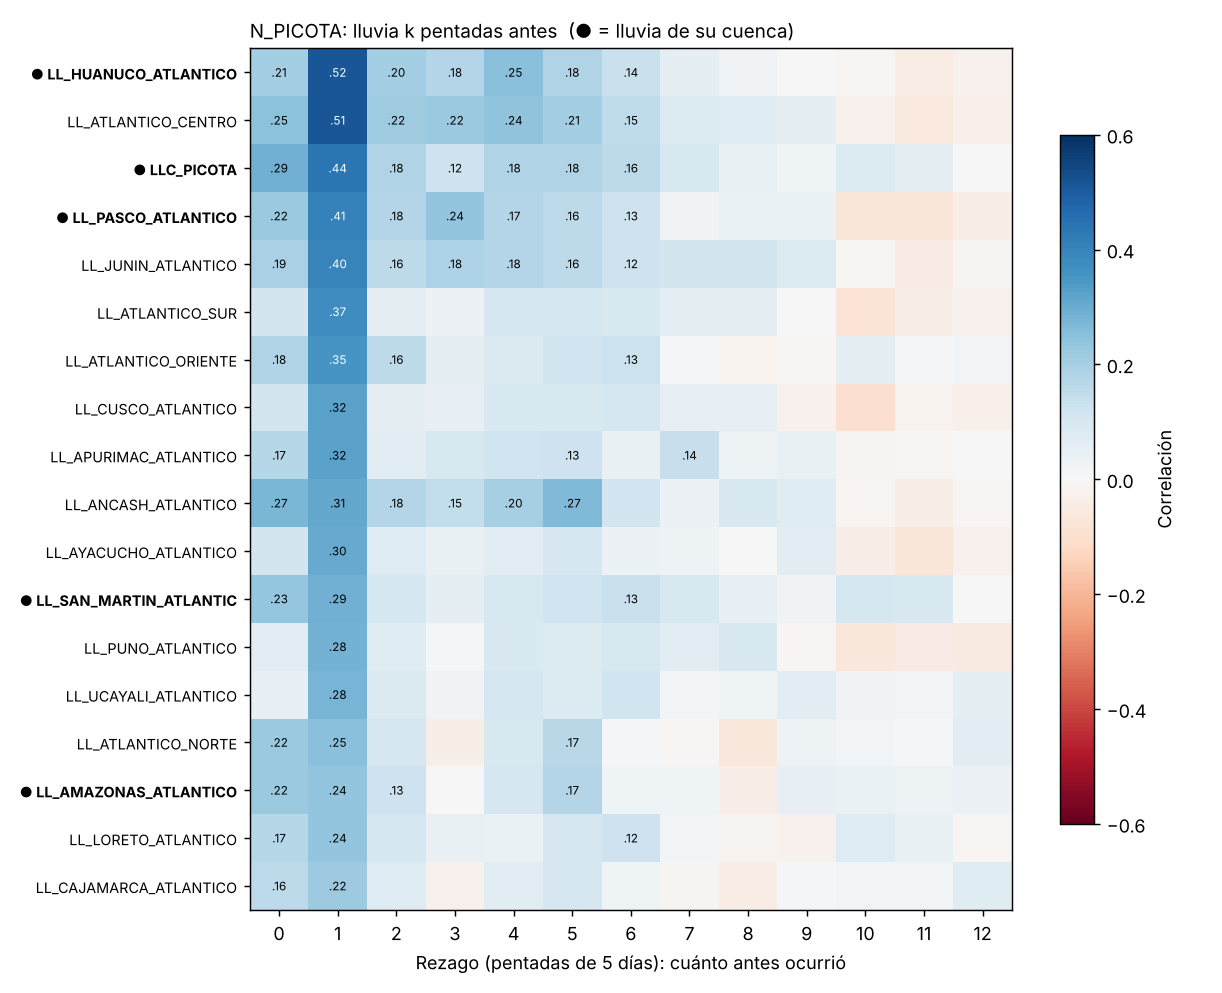 N_PICOTA: lluvia k pentadas antes (● = lluvia de su cuenca)
● LL_HUANUCO_ATLANTICO .21 .52 .20 .18 .25 .18 .14
LL_ATLANTICO_CENTRO .25 .51 .22 .22 .24 .21 .15
● LLC_PICOTA .29 .44 .18 .12 .18 .18 .16
● LL_PASCO_ATLANTICO .22 .41 .18 .24 .17 .16 .13
LL_JUNIN_ATLANTICO .19 .40 .16 .18 .18 .16 .12
LL_ATLANTICO_SUR .37
LL_ATLANTICO_ORIENTE .18 .35 .16 .13
LL_CUSCO_ATLANTICO .32
LL_APURIMAC_ATLANTICO .17 .32 .13 .14
LL_ANCASH_ATLANTICO .27 .31 .18 .15 .20 .27
LL_AYACUCHO_ATLANTICO .30
● LL_SAN_MARTIN_ATLANTIC .23 .29 .13
LL_PUNO_ATLANTICO .28
LL_UCAYALI_ATLANTICO .28
LL_ATLANTICO_NORTE .22 .25 .17
● LL_AMAZONAS_ATLANTICO .22 .24 .13 .17
LL_LORETO_ATLANTICO .17 .24 .12
LL_CAJAMARCA_ATLANTICO .16 .22
0 1 2 3 4 5 6 7 8 9 10 11 12
Rezago (pentadas de 5 días): cuánto antes ocurrió
0.6
0.4
0.2
0.0
−0.2
−0.4
−0.6
Correlación